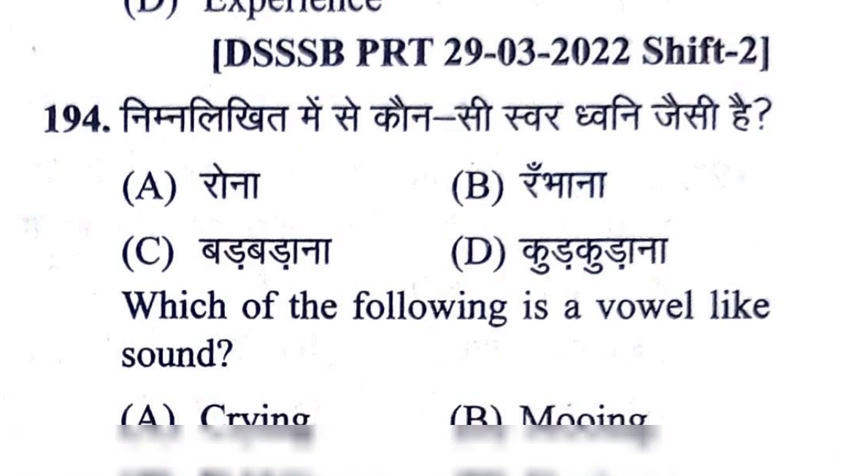 (D) Experience
[DSSSB PRT 29-03-2022 Shift-2]
194. निम्नलिखित में से कौन–सी स्वर ध्वनि जैसी है?
(A) रोना (B) रँभाना
(C) बड़बड़ाना (D) कुड़कुड़ाना
Which of the following is a vowel like
sound?
(A) Crying (B) Mooing